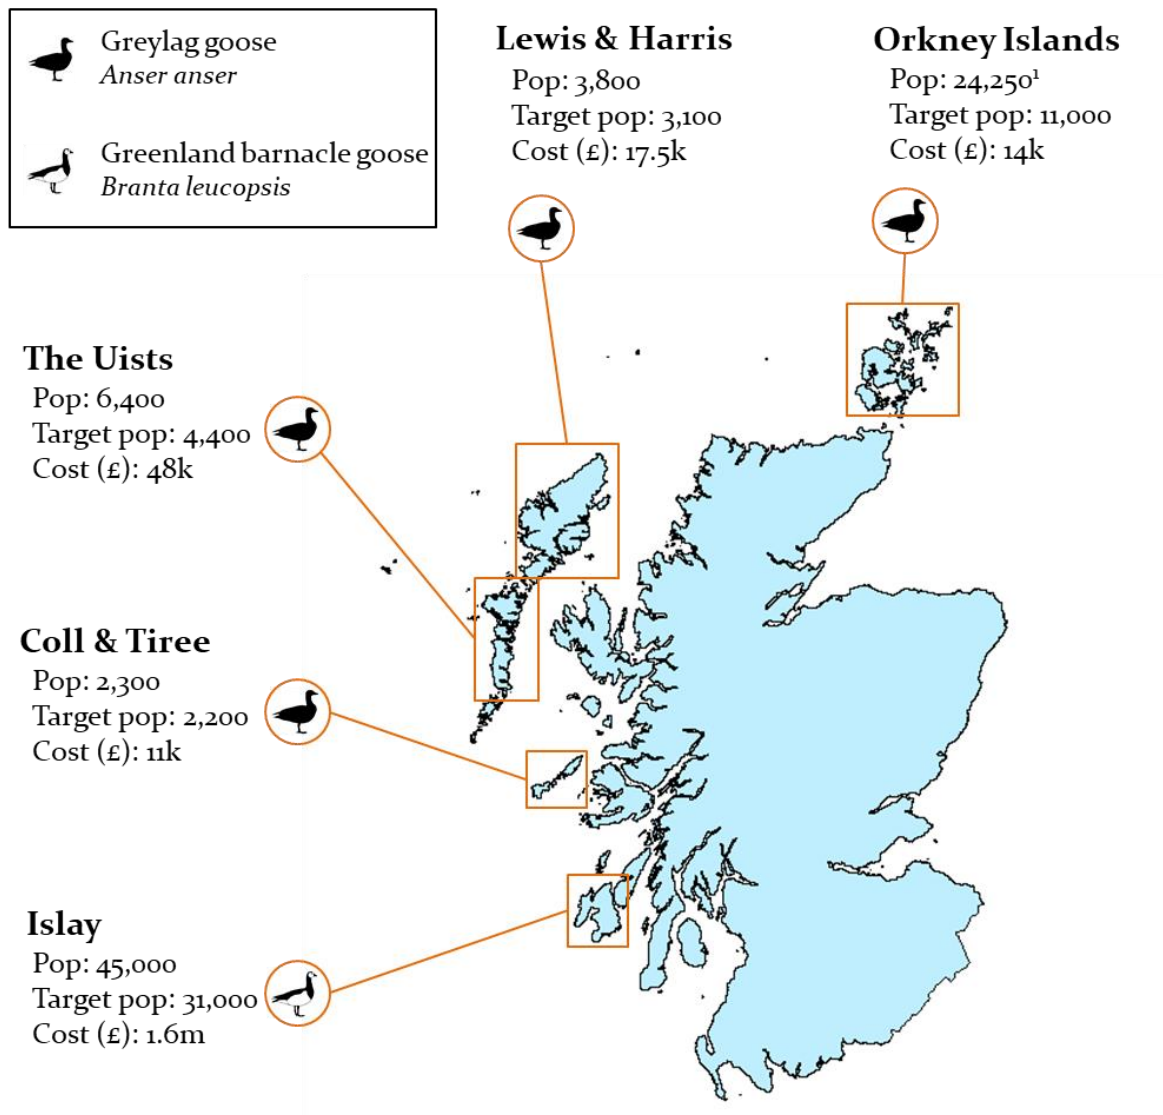 Greylag goose
Anser anser
Greenland barnacle goose
Branta leucopsis
Lewis & Harris
Pop: 3,800
Target pop: 3,100
Cost (£): 17.5k
Orkney Islands
Pop: 24,250¹
Target pop: 11,000
Cost (£): 14k
The Uists
Pop: 6,400
Target pop: 4,400
Cost (£): 48k
Coll & Tiree
Pop: 2,300
Target pop: 2,200
Cost (£): 11k
Islay
Pop: 45,000
Target pop: 31,000
Cost (£): 1.6m